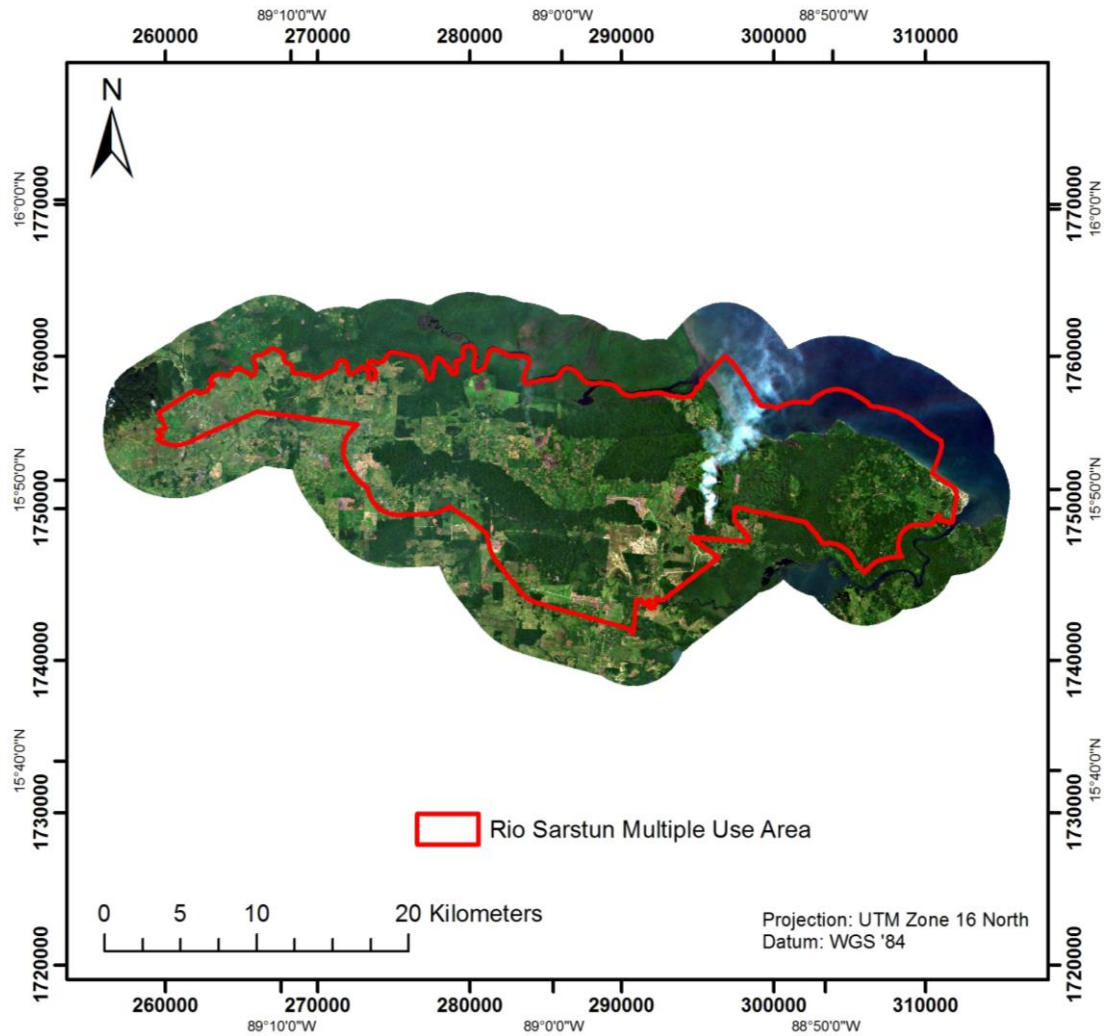 89°10'0"W 89°0'0"W 88°50'0"W
260000 270000 280000 290000 300000 310000
N
16°0'0"N 1770000 1770000 16°0'0"N
1760000 1760000
15°50'0"N 1750000 1750000 15°50'0"N
1740000 1740000
15°40'0"N 1730000 1730000 15°40'0"N
Rio Sarstun Multiple Use Area
0 5 10 20 Kilometers
Projection: UTM Zone 16 North
Datum: WGS '84
1720000 1720000
260000 270000 280000 290000 300000 310000
89°10'0"W 89°0'0"W 88°50'0"W